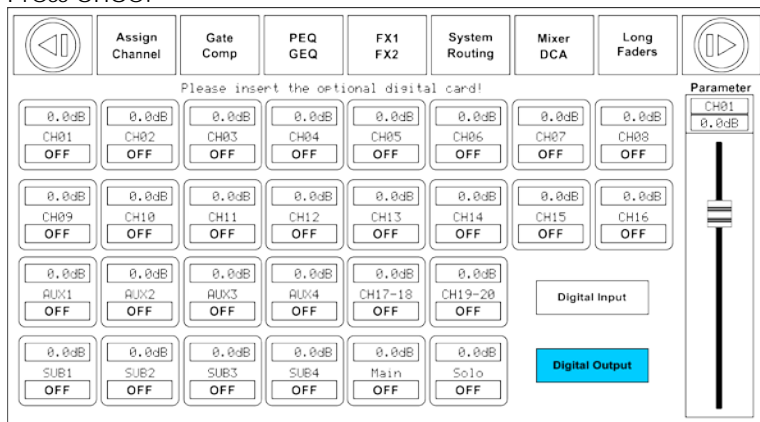 Assign Channel
Gate Comp
PEQ GEQ
FX1 FX2
System Routing
Mixer DCA
Long Faders
Please insert the optional digital card!
Parameter
CH01
0.0dB
0.0dB 0.0dB 0.0dB 0.0dB 0.0dB 0.0dB 0.0dB 0.0dB
CH01 CH02 CH03 CH04 CH05 CH06 CH07 CH08
OFF OFF OFF OFF OFF OFF OFF OFF
0.0dB 0.0dB 0.0dB 0.0dB 0.0dB 0.0dB 0.0dB 0.0dB
CH09 CH10 CH11 CH12 CH13 CH14 CH15 CH16
OFF OFF OFF OFF OFF OFF OFF OFF
0.0dB 0.0dB 0.0dB 0.0dB 0.0dB 0.0dB
AUX1 AUX2 AUX3 AUX4 CH17-18 CH19-20
OFF OFF OFF OFF OFF OFF
Digital Input
0.0dB 0.0dB 0.0dB 0.0dB 0.0dB 0.0dB
SUB1 SUB2 SUB3 SUB4 Main Solo
OFF OFF OFF OFF OFF OFF
Digital Output